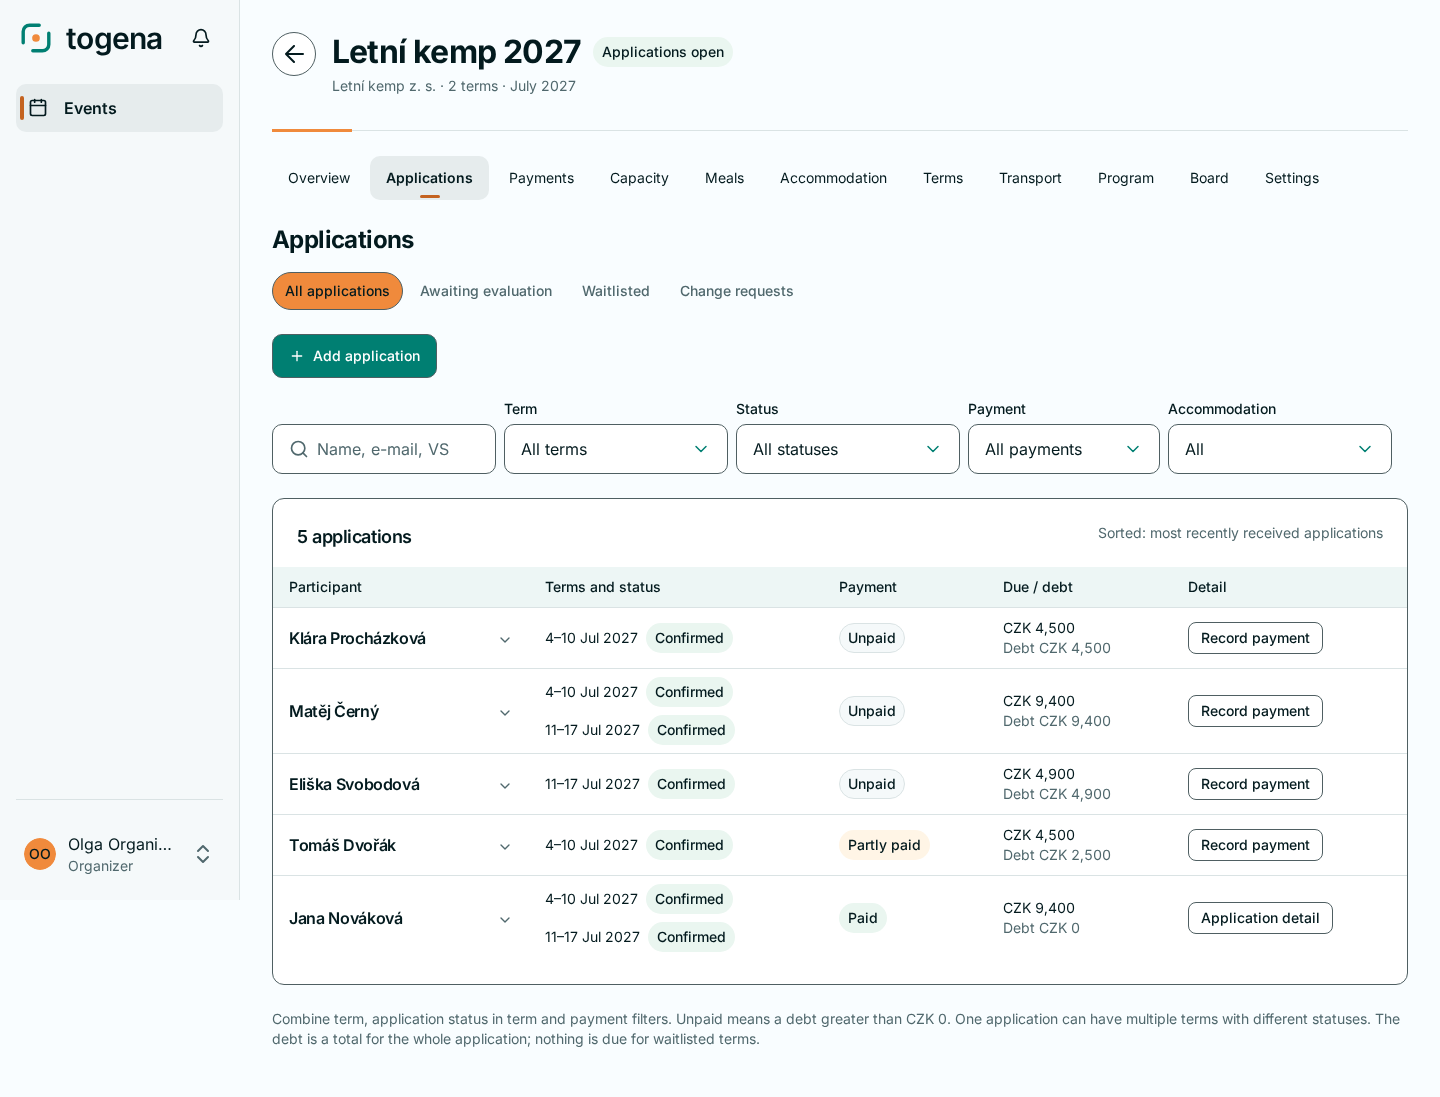 togena
Events
Letní kemp 2027 Applications open
Letní kemp z. s. · 2 terms · July 2027
Overview Applications Payments Capacity Meals Accommodation Terms Transport Program Board Settings
Applications
All applications Awaiting evaluation Waitlisted Change requests
Add application
Term Status Payment Accommodation
Name, e-mail, VS All terms All statuses All payments All
5 applications Sorted: most recently received applications
Participant Terms and status Payment Due / debt Detail
Klára Procházková 4–10 Jul 2027 Confirmed Unpaid CZK 4,500 Record payment
Debt CZK 4,500
4–10 Jul 2027 Confirmed
Matěj Černý Unpaid CZK 9,400 Record payment
Debt CZK 9,400
11–17 Jul 2027 Confirmed
Eliška Svobodová 11–17 Jul 2027 Confirmed Unpaid CZK 4,900 Record payment
Debt CZK 4,900
Tomáš Dvořák 4–10 Jul 2027 Confirmed Partly paid CZK 4,500 Record payment
Debt CZK 2,500
4–10 Jul 2027 Confirmed
Jana Nováková Paid CZK 9,400 Application detail
Debt CZK 0
11–17 Jul 2027 Confirmed
Combine term, application status in term and payment filters. Unpaid means a debt greater than CZK 0. One application can have multiple terms with different statuses. The
debt is a total for the whole application; nothing is due for waitlisted terms.
OO Olga Organi...
Organizer